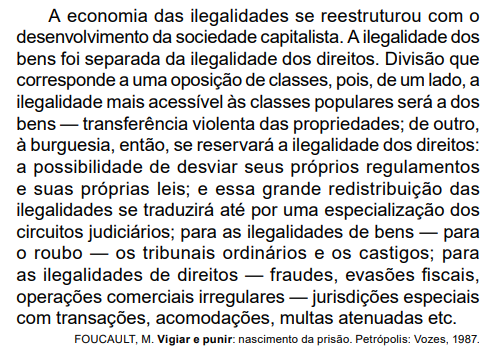 A economia das ilegalidades se reestruturou com o
desenvolvimento da sociedade capitalista. A ilegalidade dos
bens foi separada da ilegalidade dos direitos. Divisão que
corresponde a uma oposição de classes, pois, de um lado, a
ilegalidade mais acessível às classes populares será a dos
bens — transferência violenta das propriedades; de outro,
à burguesia, então, se reservará a ilegalidade dos direitos:
a possibilidade de desviar seus próprios regulamentos
e suas próprias leis; e essa grande redistribuição das
ilegalidades se traduzirá até por uma especialização dos
circuitos judiciários; para as ilegalidades de bens — para
o roubo — os tribunais ordinários e os castigos; para
as ilegalidades de direitos — fraudes, evasões fiscais,
operações comerciais irregulares — jurisdições especiais
com transações, acomodações, multas atenuadas etc.
FOUCAULT, M. Vigiar e punir: nascimento da prisão. Petrópolis: Vozes, 1987.